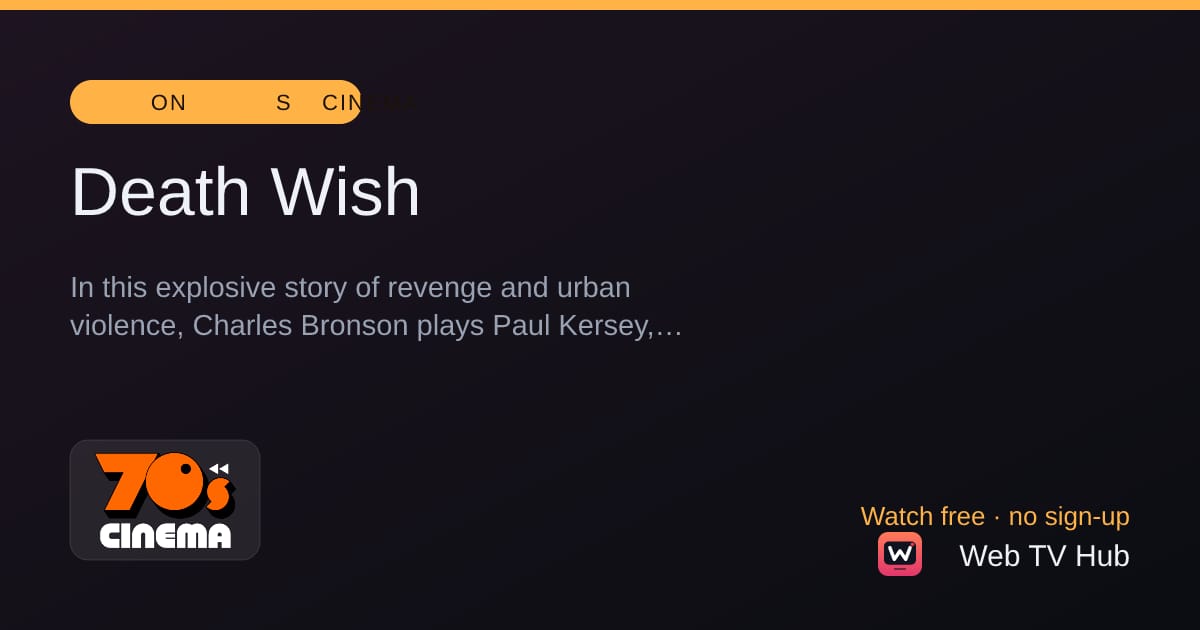 ON S CINEMA
Death Wish
In this explosive story of revenge and urban
violence, Charles Bronson plays Paul Kersey,…
70s
CINEMA
Watch free · no sign-up
W
Web TV Hub